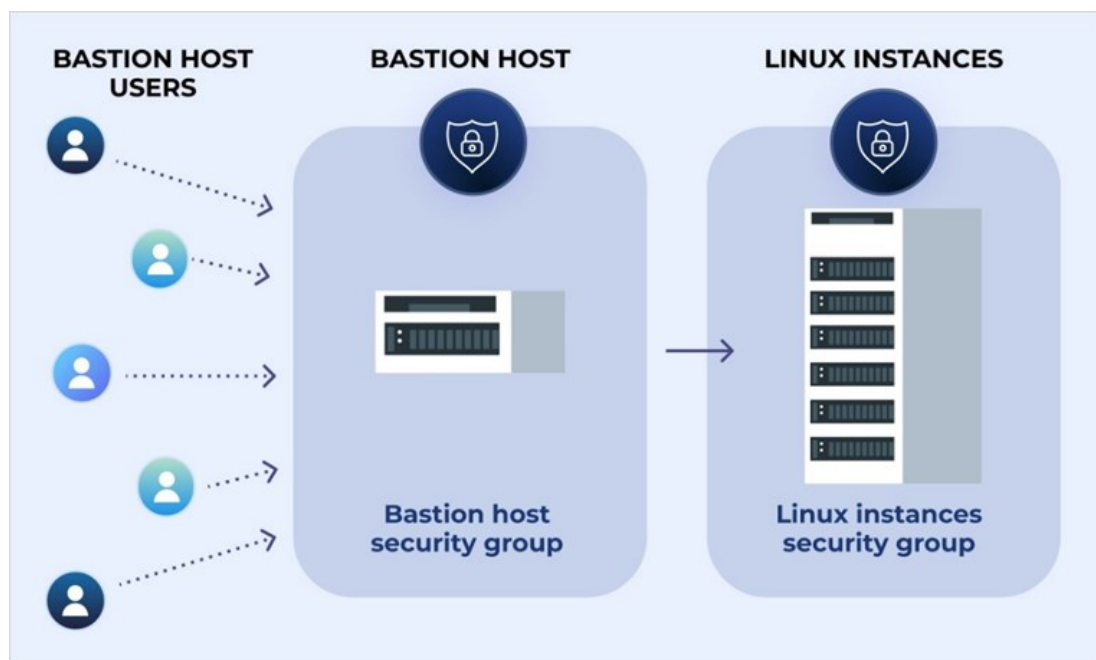 BASTION HOST
USERS
BASTION HOST
LINUX INSTANCES
Bastion host
security group
Linux instances
security group